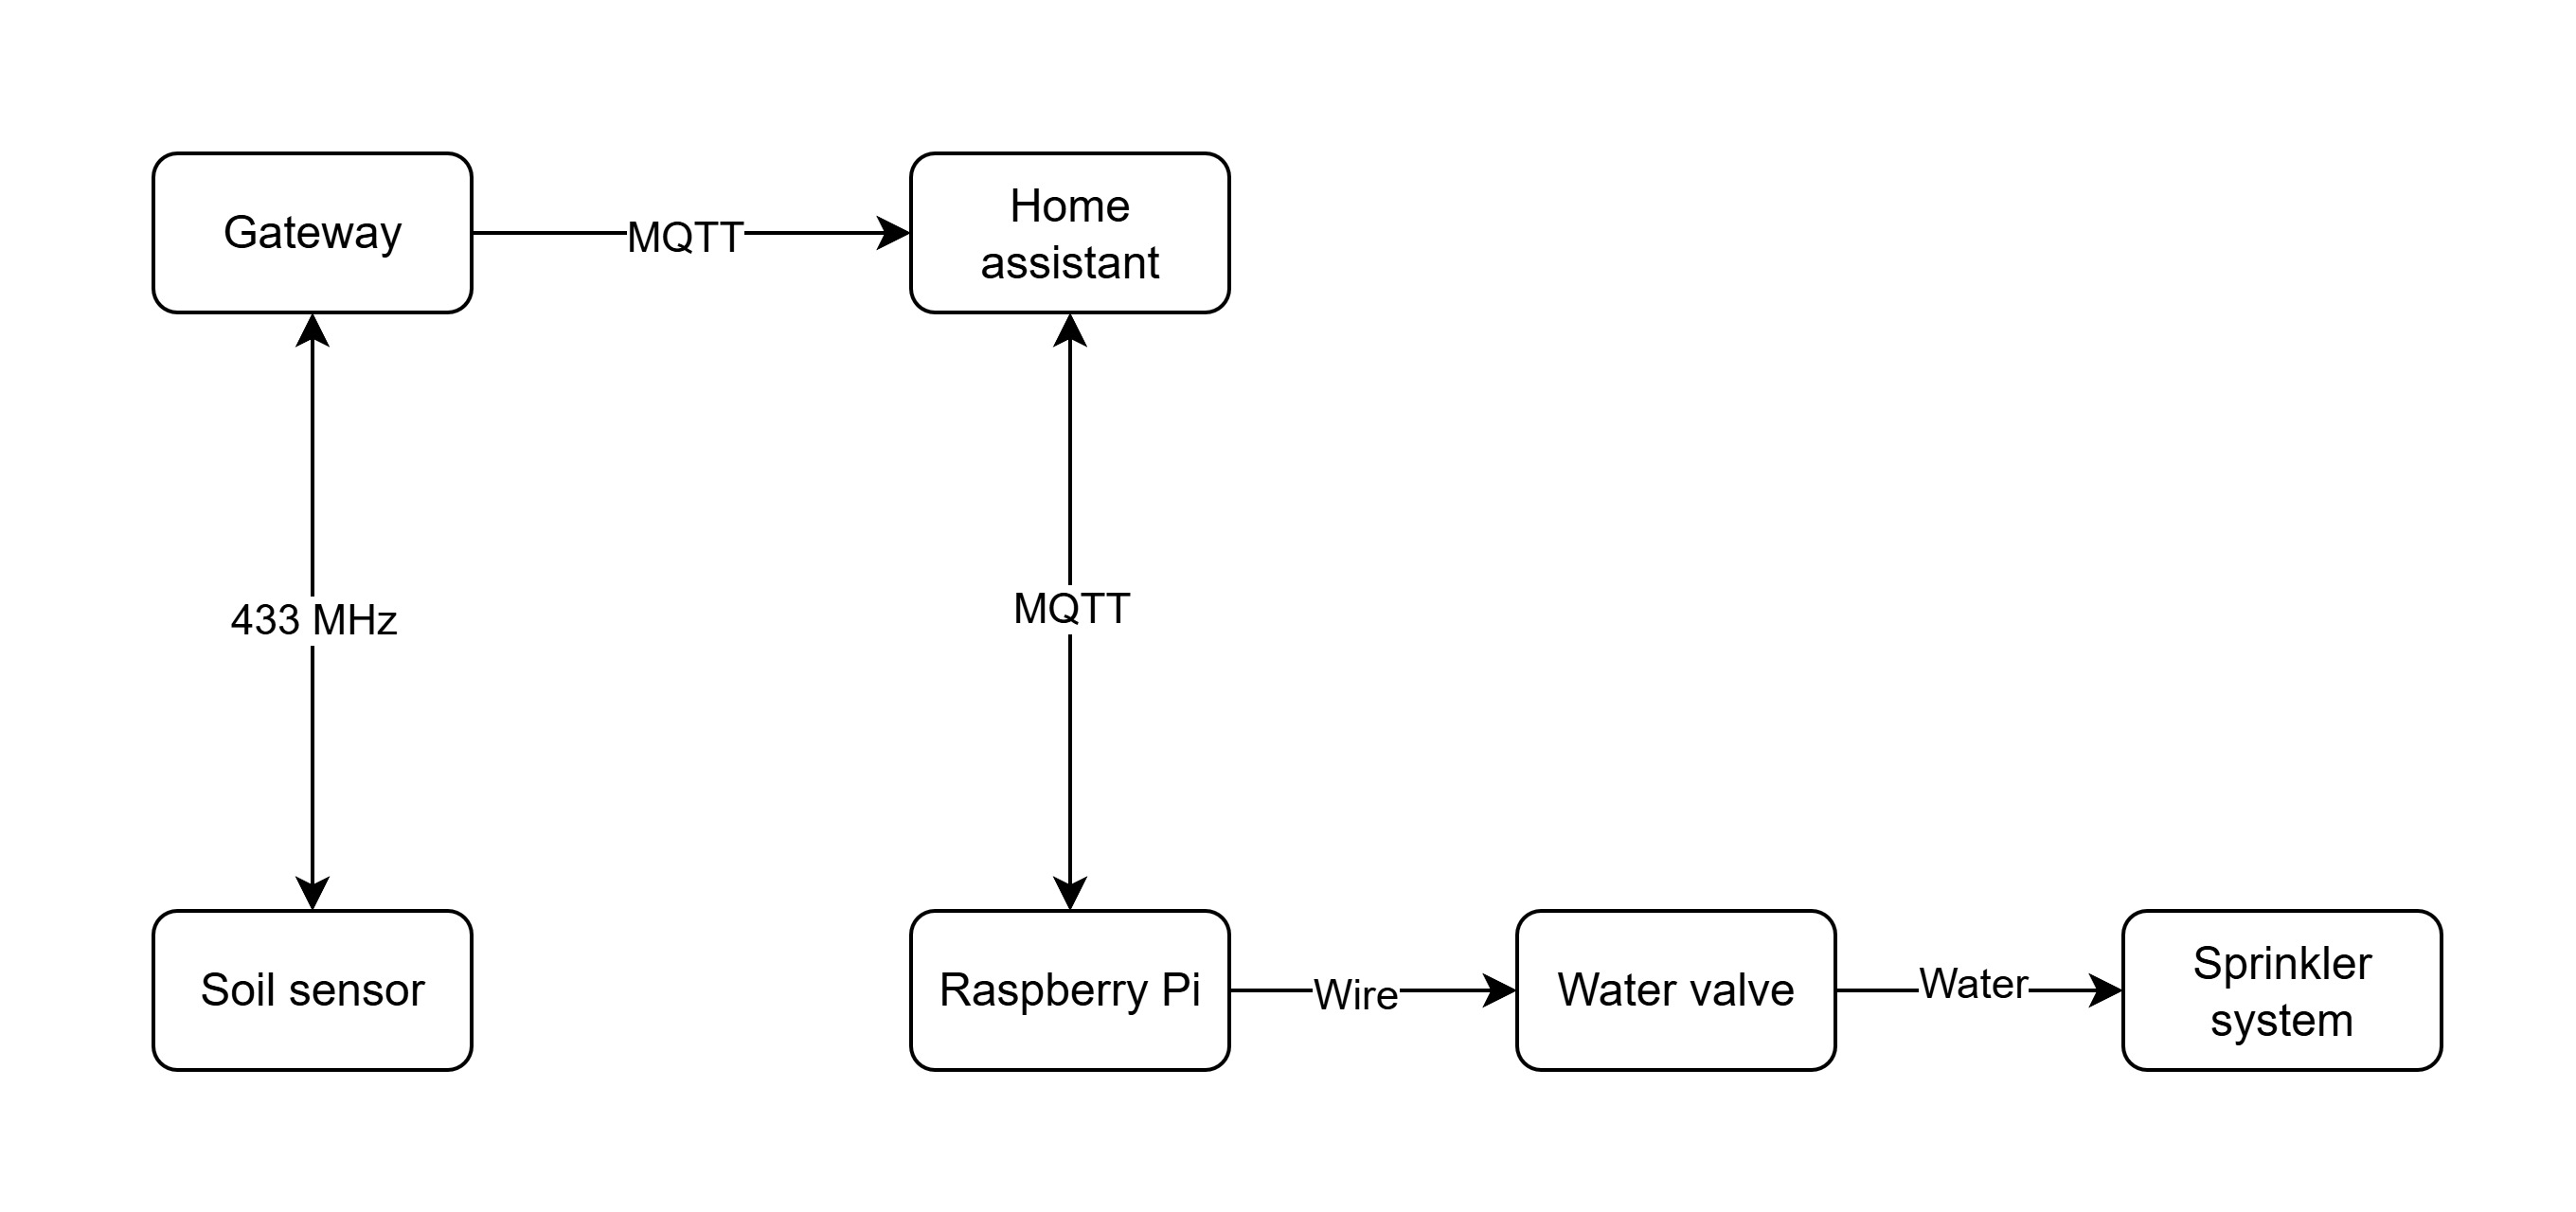 Gateway
MQTT
Home
assistant
433 MHz
MQTT
Soil sensor
Raspberry Pi
Wire
Water valve
Water
Sprinkler
system